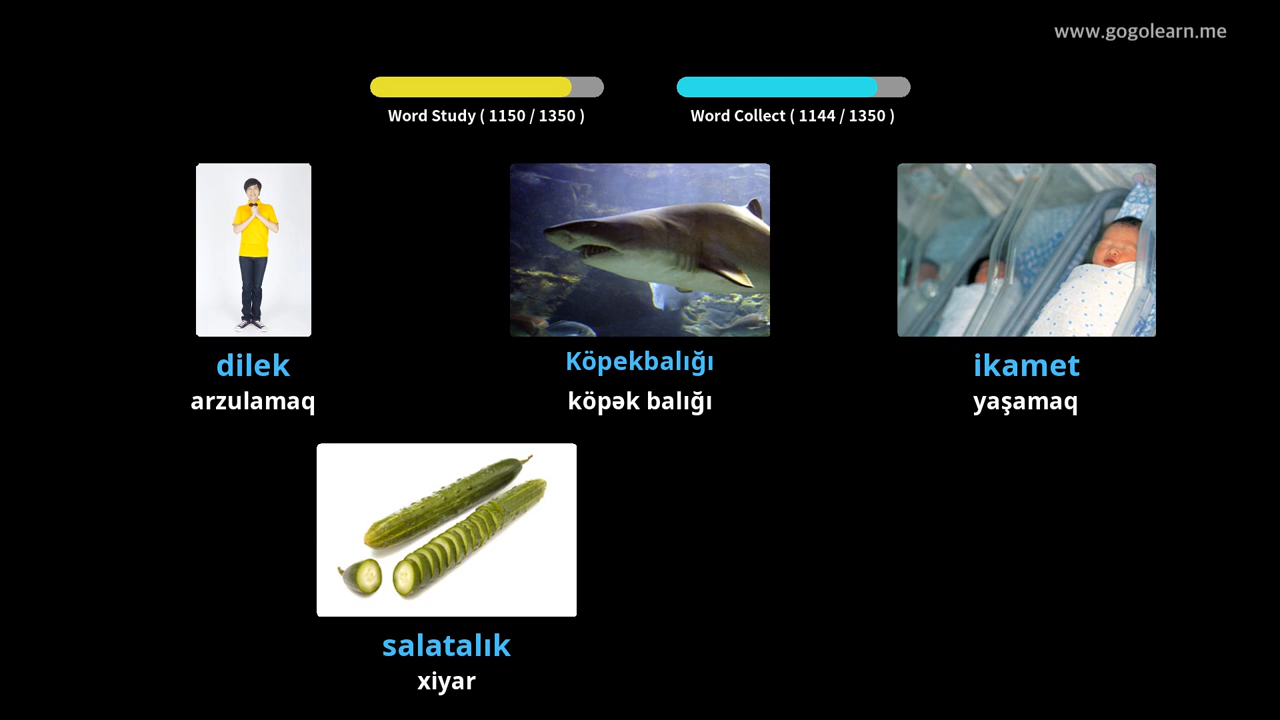 www.gogolearn.me
Word Study ( 1150 / 1350 )
Word Collect ( 1144 / 1350 )
dilek
arzulamaq
Köpekbalığı
köpək balığı
ikamet
yaşamaq
salatalık
xiyar